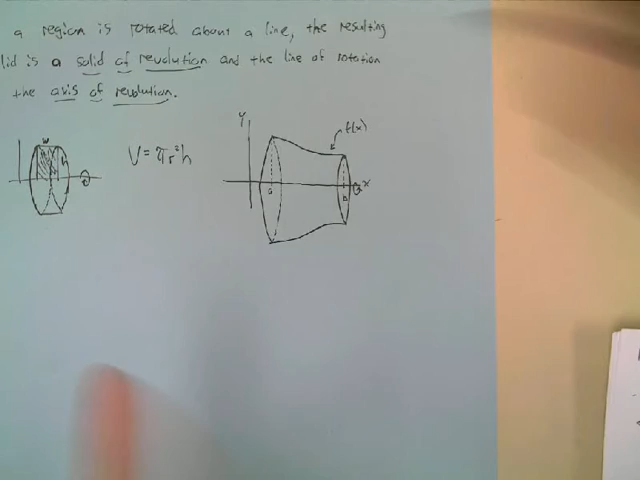 a region is rotated about a line, the resulting
lid is a solid of revolution and the line of rotation
the axis of revolution.
w
V = πr²h
y
f(x)
a
b
x